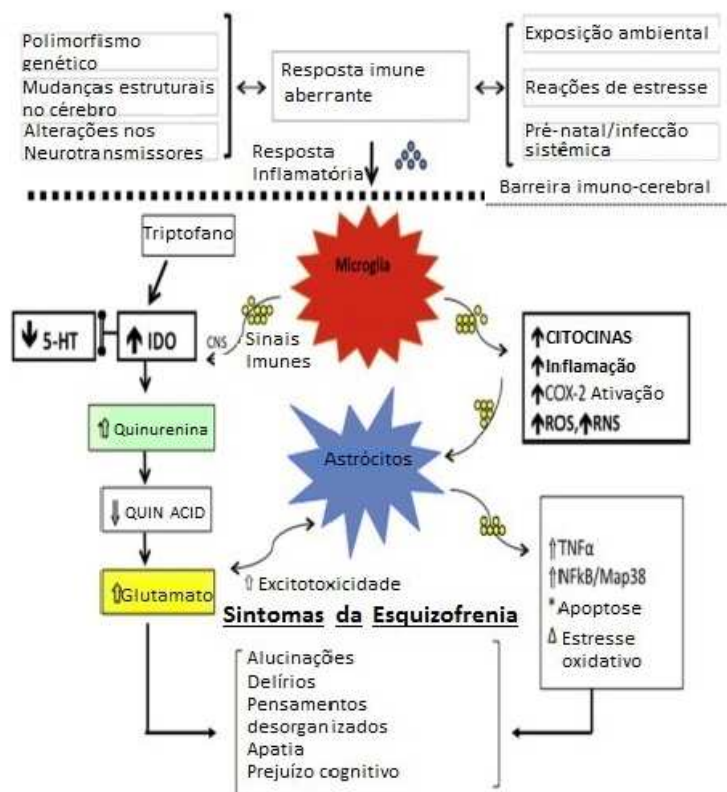 Polimorfismo
genético
Mudanças estruturais
no cérebro
Alterações nos
Neurotransmissores
Resposta imune
aberrante
Exposição ambiental
Reações de estresse
Pré-natal/infecção
sistêmica
Resposta
Inflamatória
Barreira imuno-cerebral
Triptofano
Microglia
↓ 5-HT
↑ IDO
CNS
Sinais
Imunes
↑CITOCINAS
↑Inflamação
↑COX-2 Ativação
↑ROS,↑RNS
⇧ Quinurenina
Astrócitos
⇩ QUIN ACID
⇧Glutamato
⇧ Excitotoxicidade
⇧TNFα
⇧NFkB/Map38
* Apoptose
Δ Estresse
oxidativo
Sintomas da Esquizofrenia
Alucinações
Delírios
Pensamentos
desorganizados
Apatia
Prejuízo cognitivo